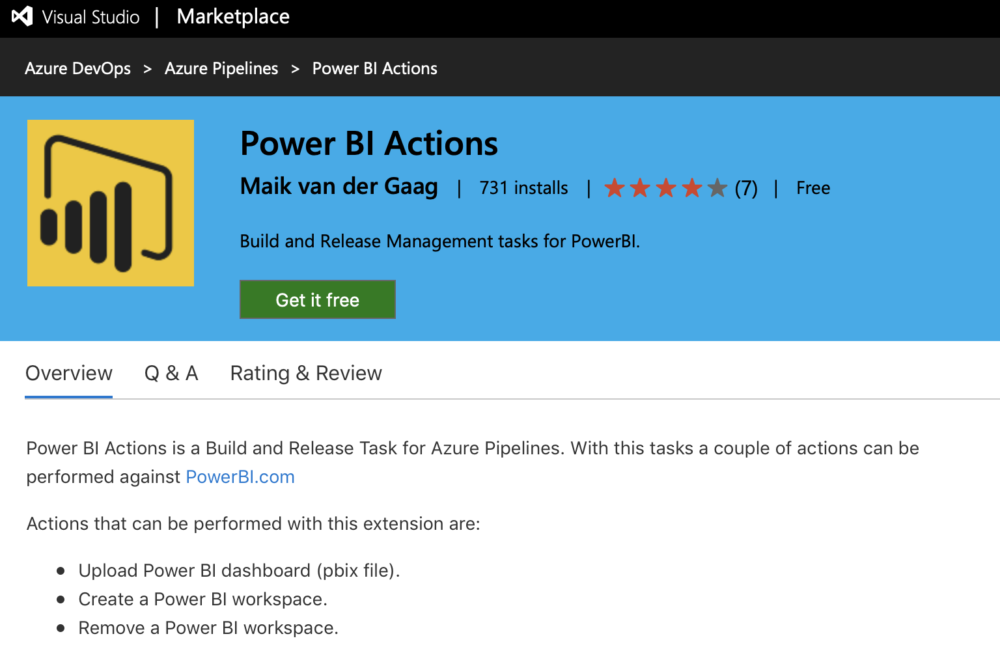 Visual Studio | Marketplace
Azure DevOps > Azure Pipelines > Power BI Actions
Power BI Actions
Maik van der Gaag | 731 installs | (7) | Free
Build and Release Management tasks for PowerBI.
Get it free
Overview Q & A Rating & Review
Power BI Actions is a Build and Release Task for Azure Pipelines. With this tasks a couple of actions can be
performed against PowerBI.com
Actions that can be performed with this extension are:
• Upload Power BI dashboard (pbix file).
• Create a Power BI workspace.
• Remove a Power BI workspace.